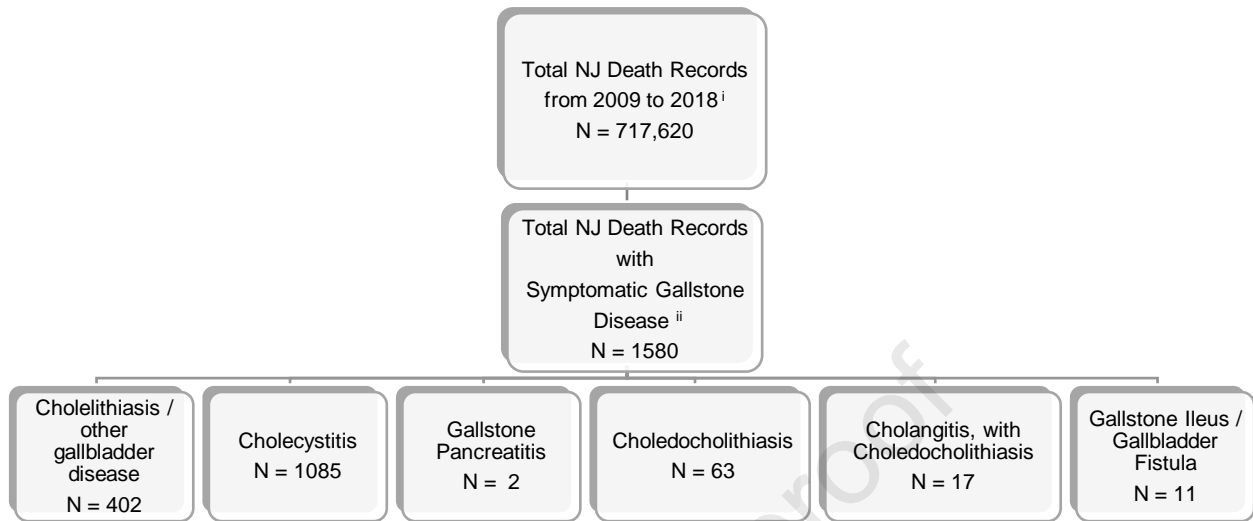 Total NJ Death Records
from 2009 to 2018 i
N = 717,620
Total NJ Death Records
with
Symptomatic Gallstone
Disease ii
N = 1580
Cholelithiasis /
other
gallbladder
disease
N = 402
Cholecystitis
N = 1085
Gallstone
Pancreatitis
N = 2
Choledocholithiasis
N = 63
Cholangitis, with
Choledocholithiasis
N = 17
Gallstone Ileus /
Gallbladder
Fistula
N = 11
proof